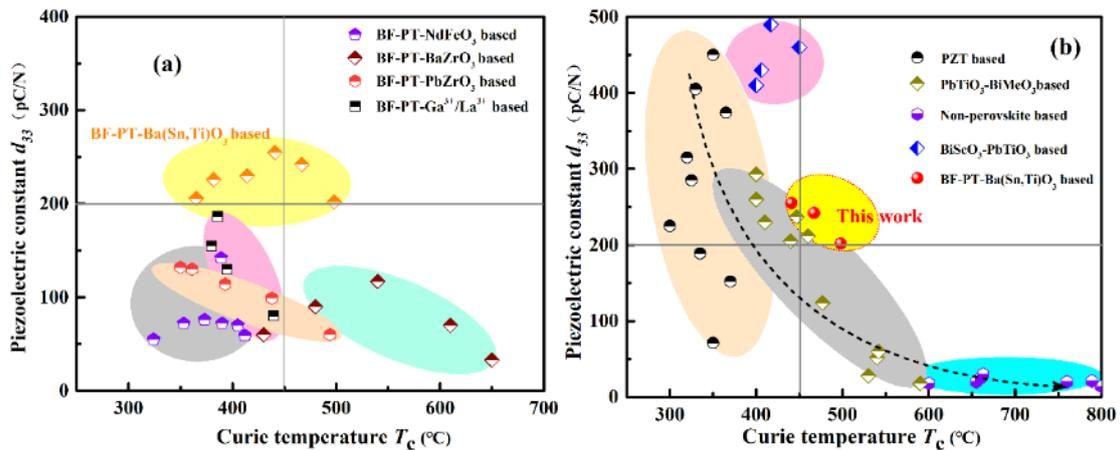 (a)
BF-PT-NdFeO3 based
BF-PT-BaZrO3 based
BF-PT-PbZrO3 based
BF-PT-Ga3+/La3+ based
BF-PT-Ba(Sn,Ti)O3 based
Piezoelectric constant d33 (pC/N)
400
300
200
100
0
300
400
500
600
700
Curie temperature Tc (°C)
(b)
PZT based
PbTiO3-BiMeO3based
Non-perovskite based
BiScO3-PbTiO3 based
BF-PT-Ba(Sn,Ti)O3 based
This work
Piezoelectric constant d33 (pC/N)
500
400
300
200
100
0
300
400
500
600
700
800
Curie temperature Tc (°C)